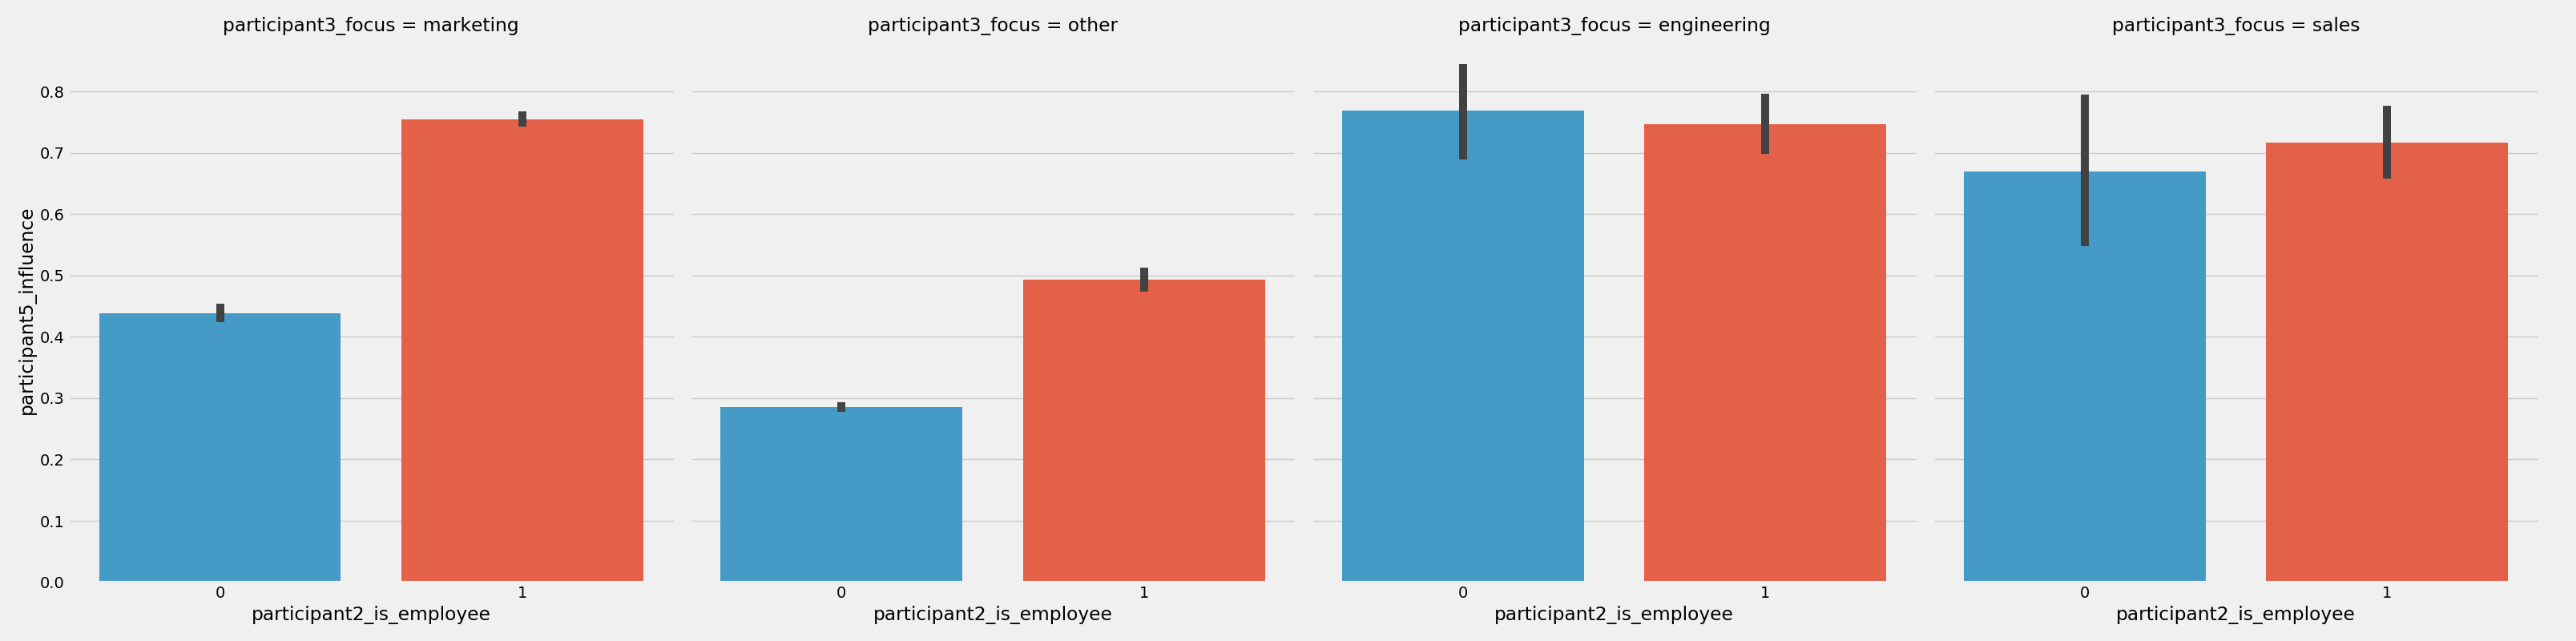 participant3_focus = marketing
participant3_focus = other
participant3_focus = engineering
participant3_focus = sales
participant5_influence
0.8
0.7
0.6
0.5
0.4
0.3
0.2
0.1
0.0
0 1
0 1
0 1
0 1
participant2_is_employee
participant2_is_employee
participant2_is_employee
participant2_is_employee